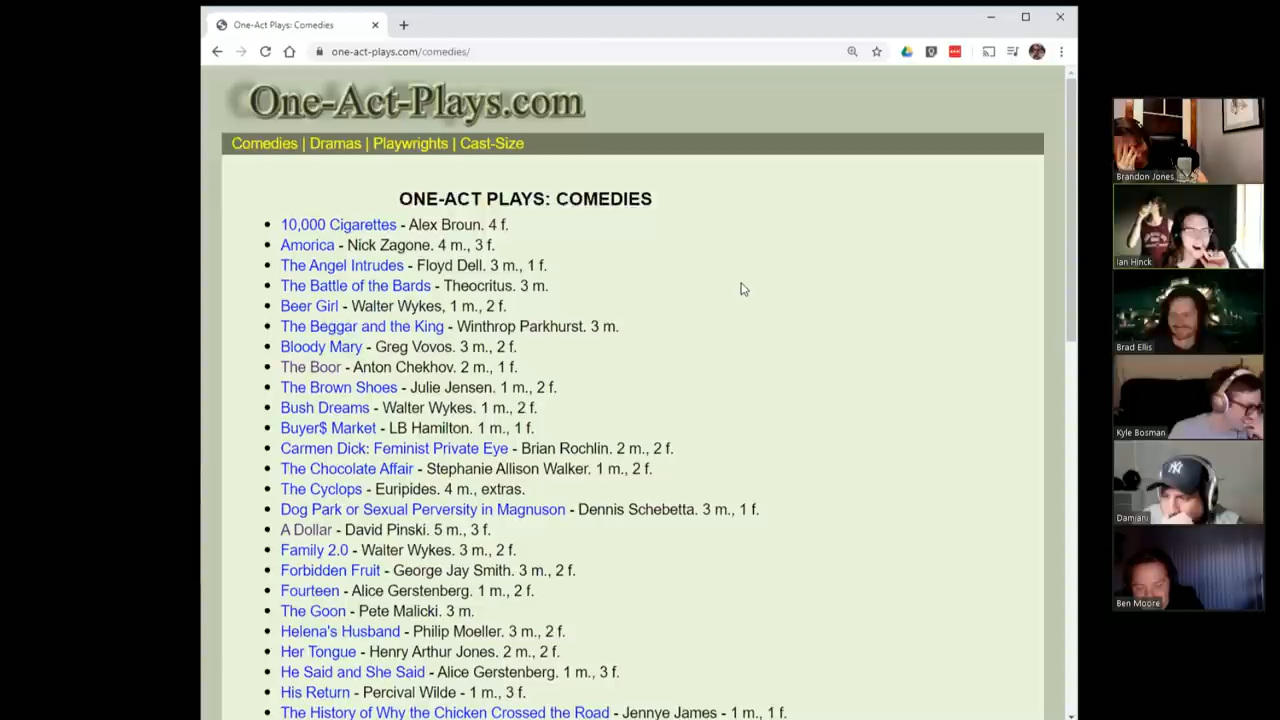 One-Act Plays: Comedies
one-act-plays.com/comedies/
One-Act-Plays.com
Comedies | Dramas | Playwrights | Cast-Size
ONE-ACT PLAYS: COMEDIES
10,000 Cigarettes - Alex Broun. 4 f.
Amorica - Nick Zagone. 4 m., 3 f.
The Angel Intrudes - Floyd Dell. 3 m., 1 f.
The Battle of the Bards - Theocritus. 3 m.
Beer Girl - Walter Wykes, 1 m., 2 f.
The Beggar and the King - Winthrop Parkhurst. 3 m.
Bloody Mary - Greg Vovos. 3 m., 2 f.
The Boor - Anton Chekhov. 2 m., 1 f.
The Brown Shoes - Julie Jensen. 1 m., 2 f.
Bush Dreams - Walter Wykes. 1 m., 2 f.
Buyer$ Market - LB Hamilton. 1 m., 1 f.
Carmen Dick: Feminist Private Eye - Brian Rochlin. 2 m., 2 f.
The Chocolate Affair - Stephanie Allison Walker. 1 m., 2 f.
The Cyclops - Euripides. 4 m., extras.
Dog Park or Sexual Perversity in Magnuson - Dennis Schebetta. 3 m., 1 f.
A Dollar - David Pinski. 5 m., 3 f.
Family 2.0 - Walter Wykes. 3 m., 2 f.
Forbidden Fruit - George Jay Smith. 3 m., 2 f.
Fourteen - Alice Gerstenberg. 1 m., 2 f.
The Goon - Pete Malicki. 3 m.
Helena's Husband - Philip Moeller. 3 m., 2 f.
Her Tongue - Henry Arthur Jones. 2 m., 2 f.
He Said and She Said - Alice Gerstenberg. 1 m., 3 f.
His Return - Percival Wilde - 1 m., 3 f.
The History of Why the Chicken Crossed the Road - Jennye James - 1 m., 1 f.
Brandon Jones
Ian Hinck
Brad Ellis
Kyle Bosman
Damiani
Ben Moore